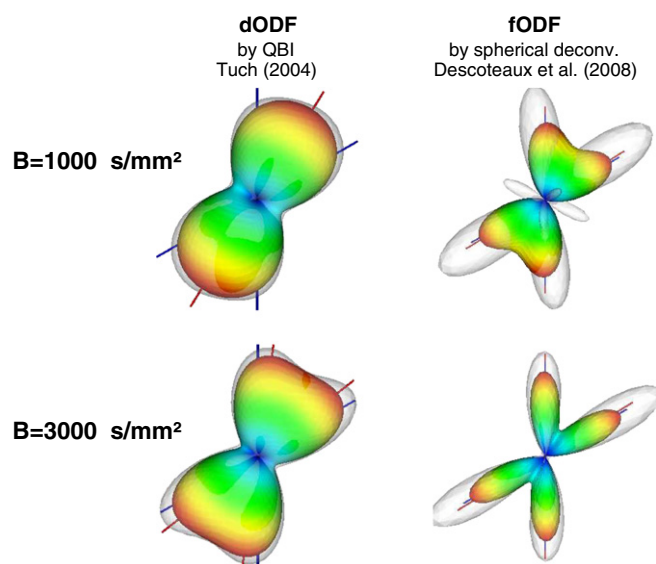 dODF
by QBI
Tuch (2004)
fODF
by spherical deconv.
Descoteaux et al. (2008)
B=1000 s/mm²
B=3000 s/mm²